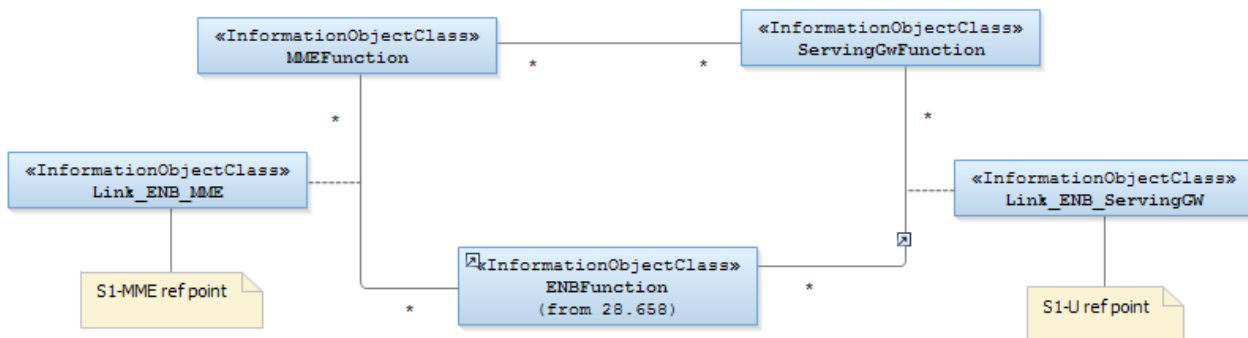 «InformationObjectClass»
MMEFunction
«InformationObjectClass»
ServingGwFunction
*
*
*
*
«InformationObjectClass»
Link_ENB_MME
«InformationObjectClass»
Link_ENB_ServingGW
«InformationObjectClass»
ENBFunction
(from 28.658)
*
*
S1-MME ref point
S1-U ref point